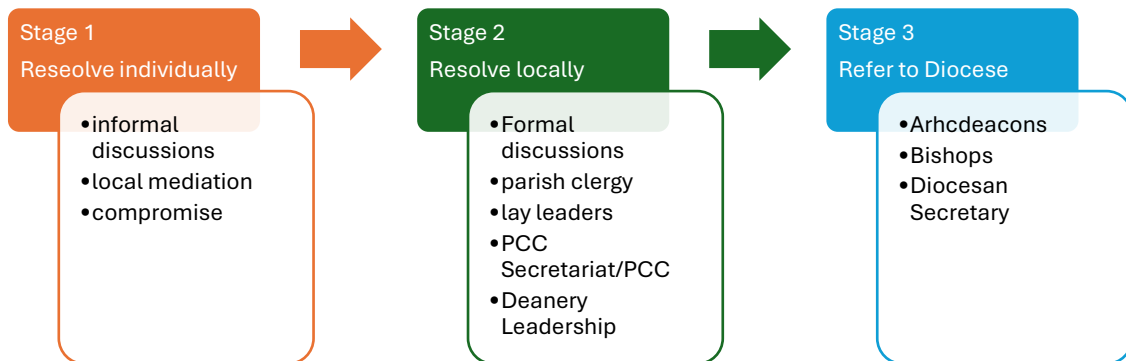 Stage 1
Reseolve individually
•informal
discussions
•local mediation
•compromise
Stage 2
Resolve locally
•Formal
discussions
•parish clergy
•lay leaders
•PCC
Secretariat/PCC
•Deanery
Leadership
Stage 3
Refer to Diocese
•Arhcdeacons
•Bishops
•Diocesan
Secretary